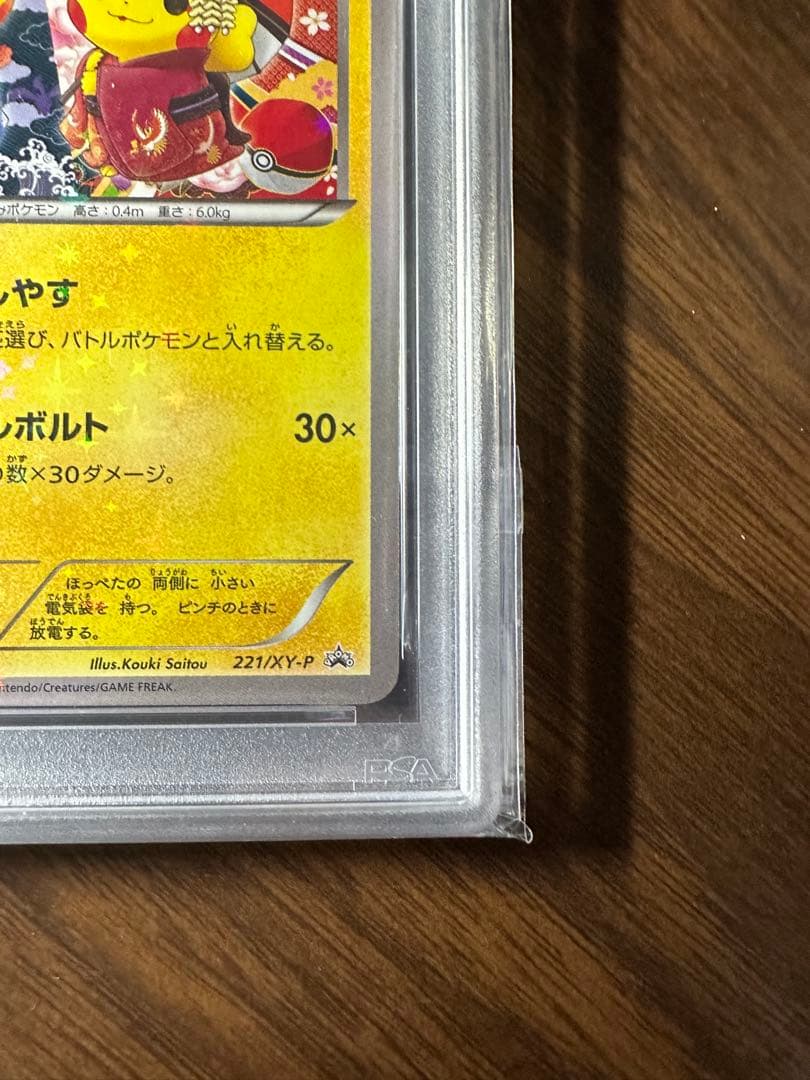 ポケモン 高さ:0.4m 重さ:6.0kg
しやす
選び、バトルポケモンと入れ替える。
ルボルト 30×
数×30ダメージ。
ほっぺたの 両側に 小さい
電気袋を 持つ。 ピンチのときに
放電する。
Illus.Kouki Saitou 221/XY-P
ntendo/Creatures/GAME FREAK.
PSA